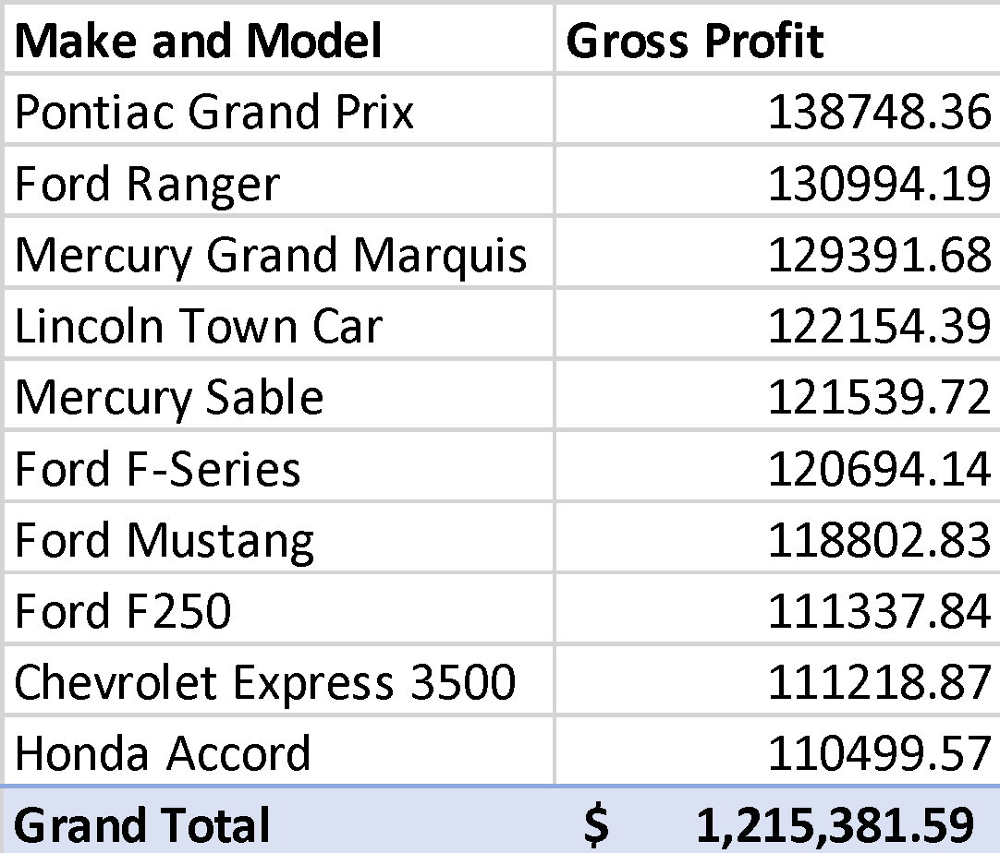 Make and Model Gross Profit
Pontiac Grand Prix 138748.36
Ford Ranger 130994.19
Mercury Grand Marquis 129391.68
Lincoln Town Car 122154.39
Mercury Sable 121539.72
Ford F-Series 120694.14
Ford Mustang 118802.83
Ford F250 111337.84
Chevrolet Express 3500 111218.87
Honda Accord 110499.57
Grand Total $ 1,215,381.59